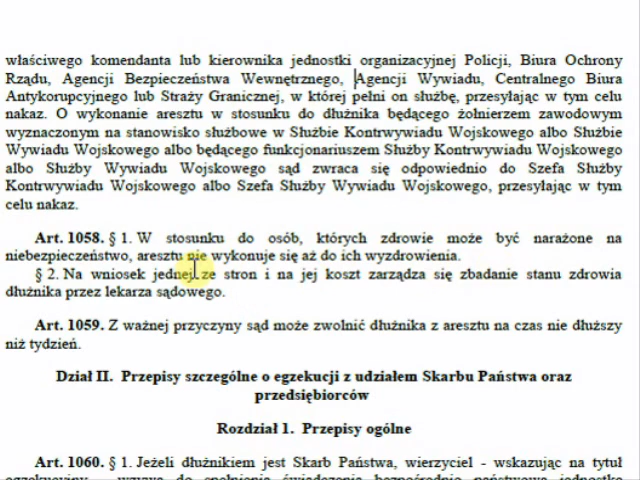 właściwego komendanta lub kierownika jednostki organizacyjnej Policji, Biura Ochrony
Rządu, Agencji Bezpieczeństwa Wewnętrznego, Agencji Wywiadu, Centralnego Biura
Antykorupcyjnego lub Straży Granicznej, w której pełni on służbę, przesyłając w tym celu
nakaz. O wykonanie aresztu w stosunku do dłużnika będącego żołnierzem zawodowym
wyznaczonym na stanowisko służbowe w Służbie Kontrwywiadu Wojskowego albo Służbie
Wywiadu Wojskowego albo będącego funkcjonariuszem Służby Kontrwywiadu Wojskowego
albo Służby Wywiadu Wojskowego sąd zwraca się odpowiednio do Szefa Służby
Kontrwywiadu Wojskowego albo Szefa Służby Wywiadu Wojskowego, przesyłając w tym
celu nakaz.
Art. 1058. § 1. W stosunku do osób, których zdrowie może być narażone na
niebezpieczeństwo, aresztu nie wykonuje się aż do ich wyzdrowienia.
§ 2. Na wniosek jednej ze stron i na jej koszt zarządza się zbadanie stanu zdrowia
dłużnika przez lekarza sądowego.
Art. 1059. Z ważnej przyczyny sąd może zwolnić dłużnika z aresztu na czas nie dłuższy
niż tydzień.
Dział II. Przepisy szczególne o egzekucji z udziałem Skarbu Państwa oraz
przedsiębiorców
Rozdział 1. Przepisy ogólne
Art. 1060. § 1. Jeżeli dłużnikiem jest Skarb Państwa, wierzyciel - wskazując na tytuł
egzekucyjny - wzywa do spełnienia świadczenia bezpośrednio państwową jednostkę